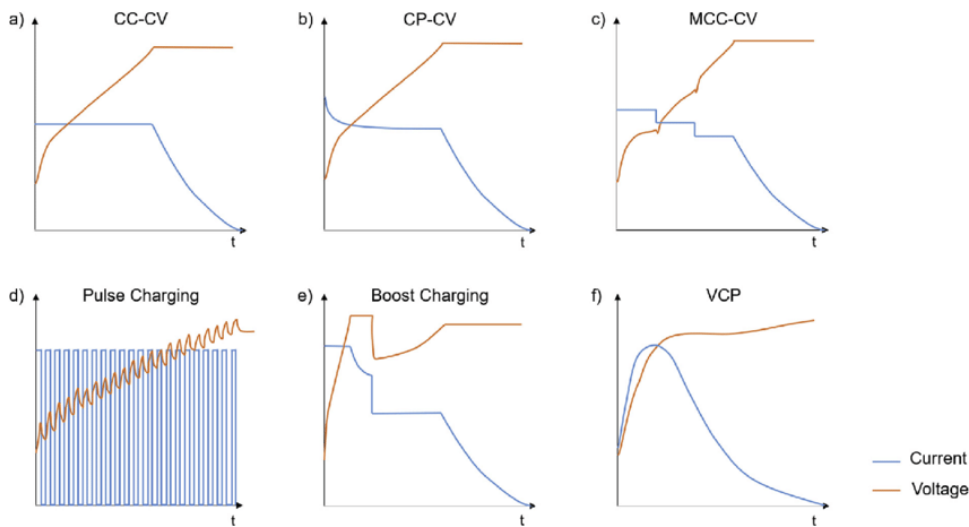 a) CC-CV
t
b) CP-CV
t
c) MCC-CV
t
d) Pulse Charging
t
e) Boost Charging
t
f) VCP
t
Current
Voltage